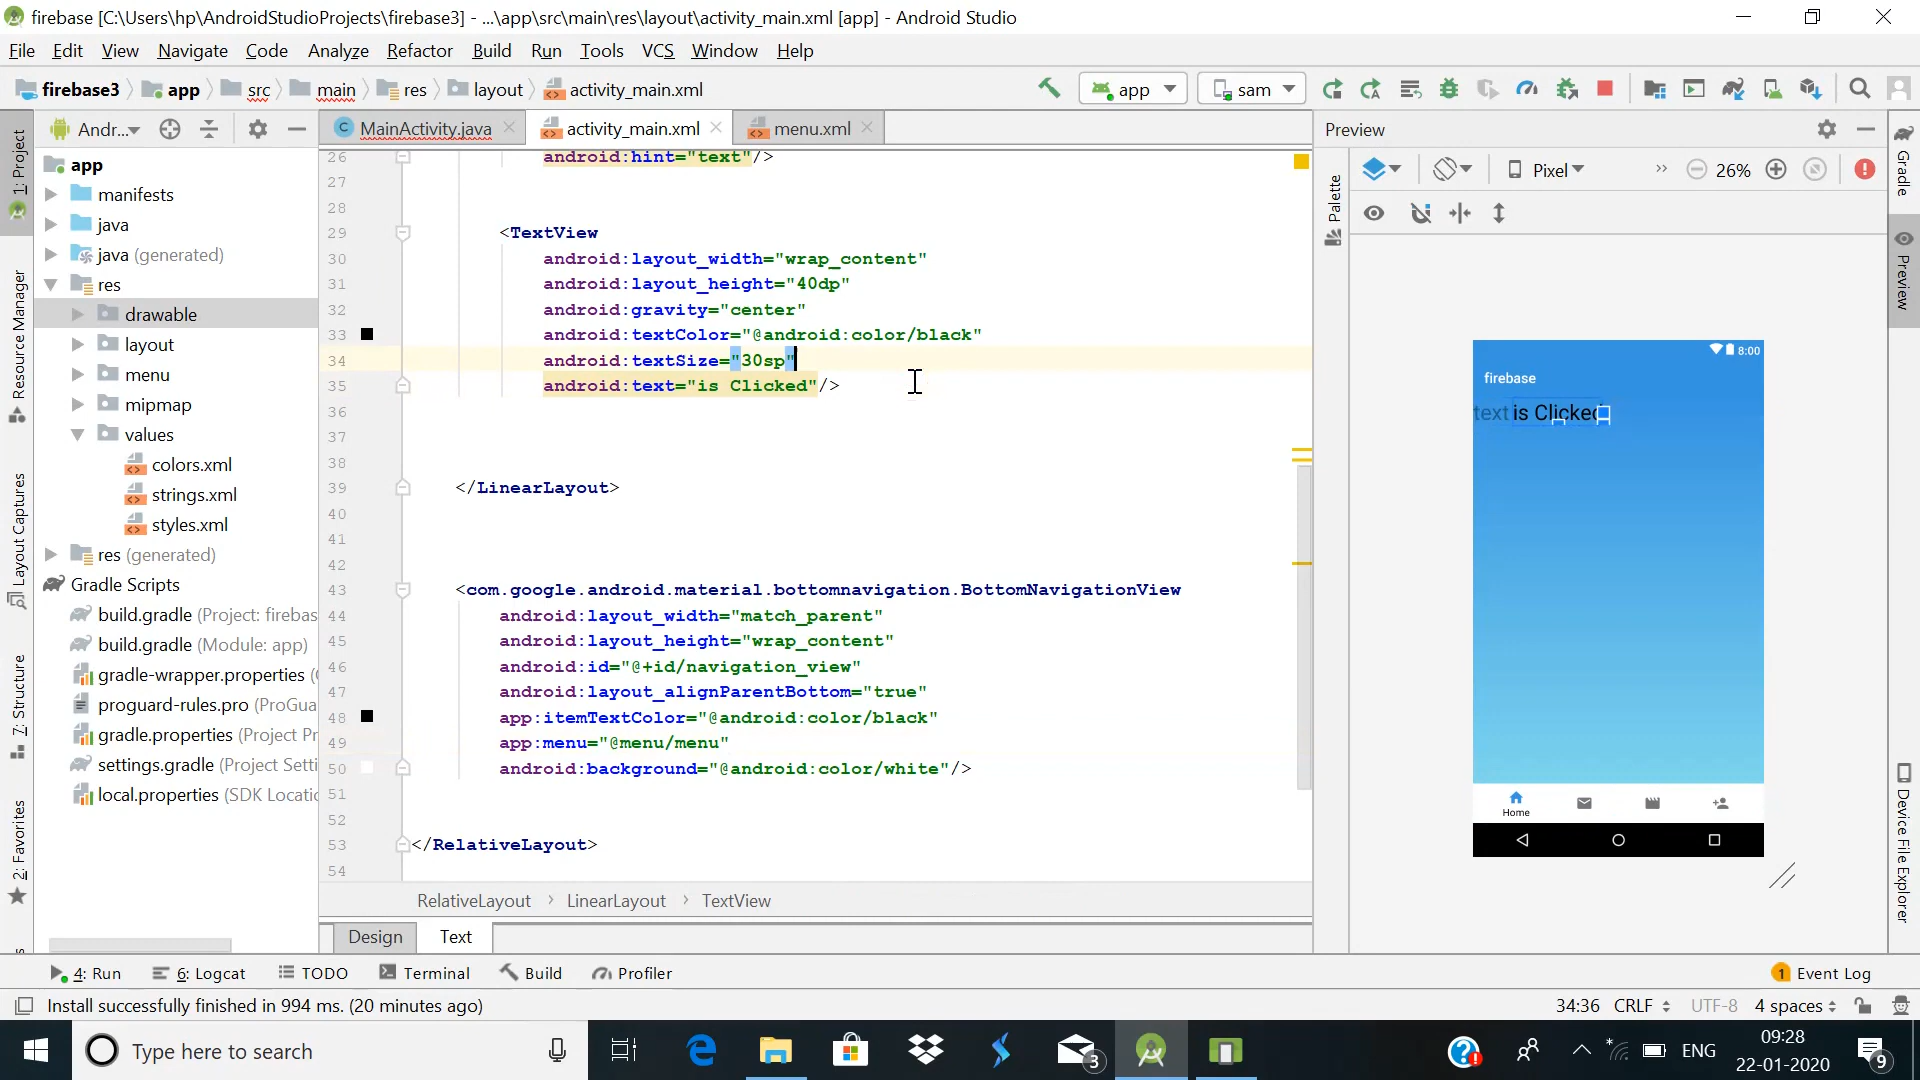 firebase [C:\Users\hp\AndroidStudioProjects\firebase3] - ...\app\src\main\res\layout\activity_main.xml [app] - Android Studio
File Edit View Navigate Code Analyze Refactor Build Run Tools VCS Window Help
firebase3 app src main res layout activity_main.xml app sam
1: Project
Resource Manager
Layout Captures
7: Structure
2: Favorites
Andr...
app
manifests
java
java (generated)
res
drawable
layout
menu
mipmap
values
colors.xml
strings.xml
styles.xml
res (generated)
Gradle Scripts
build.gradle (Project: firebas
build.gradle (Module: app)
gradle-wrapper.properties (
proguard-rules.pro (ProGua
gradle.properties (Project Pr
settings.gradle (Project Setti
local.properties (SDK Locatio
MainActivity.java activity_main.xml menu.xml
26 android:hint="text"/>
27
28
29 <TextView
30 android:layout_width="wrap_content"
31 android:layout_height="40dp"
32 android:gravity="center"
33 android:textColor="@android:color/black"
34 android:textSize="30sp"
35 android:text="is Clicked"/>
36
37
38
39 </LinearLayout>
40
41
42
43 <com.google.android.material.bottomnavigation.BottomNavigationView
44 android:layout_width="match_parent"
45 android:layout_height="wrap_content"
46 android:id="@+id/navigation_view"
47 android:layout_alignParentBottom="true"
48 app:itemTextColor="@android:color/black"
49 app:menu="@menu/menu"
50 android:background="@android:color/white"/>
51
52
53 </RelativeLayout>
54
RelativeLayout › LinearLayout › TextView
Design Text
Palette
Preview
Pixel » 26%
8:00
firebase
text is Clicked
Home
Gradle
Preview
Device File Explorer
4: Run 6: Logcat TODO Terminal Build Profiler 1 Event Log
Install successfully finished in 994 ms. (20 minutes ago) 34:36 CRLF UTF-8 4 spaces
Type here to search 3 ENG 09:28
22-01-2020 9